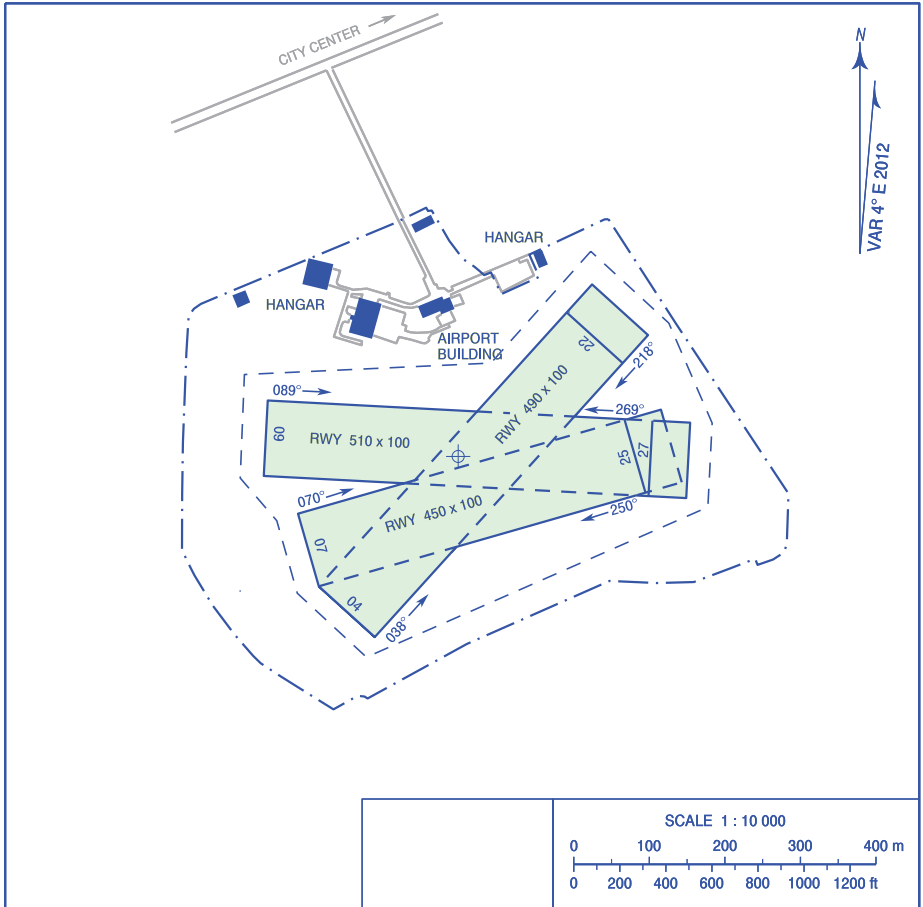 CITY CENTER
N
VAR 4° E 2012
HANGAR
HANGAR
AIRPORT
BUILDING
22
218°
089°
RWY 490 x 100
269°
09
RWY 510 x 100
25
27
070°
RWY 450 x 100
250°
07
04
038°
SCALE 1 : 10 000
0 100 200 300 400 m
0 200 400 600 800 1000 1200 ft